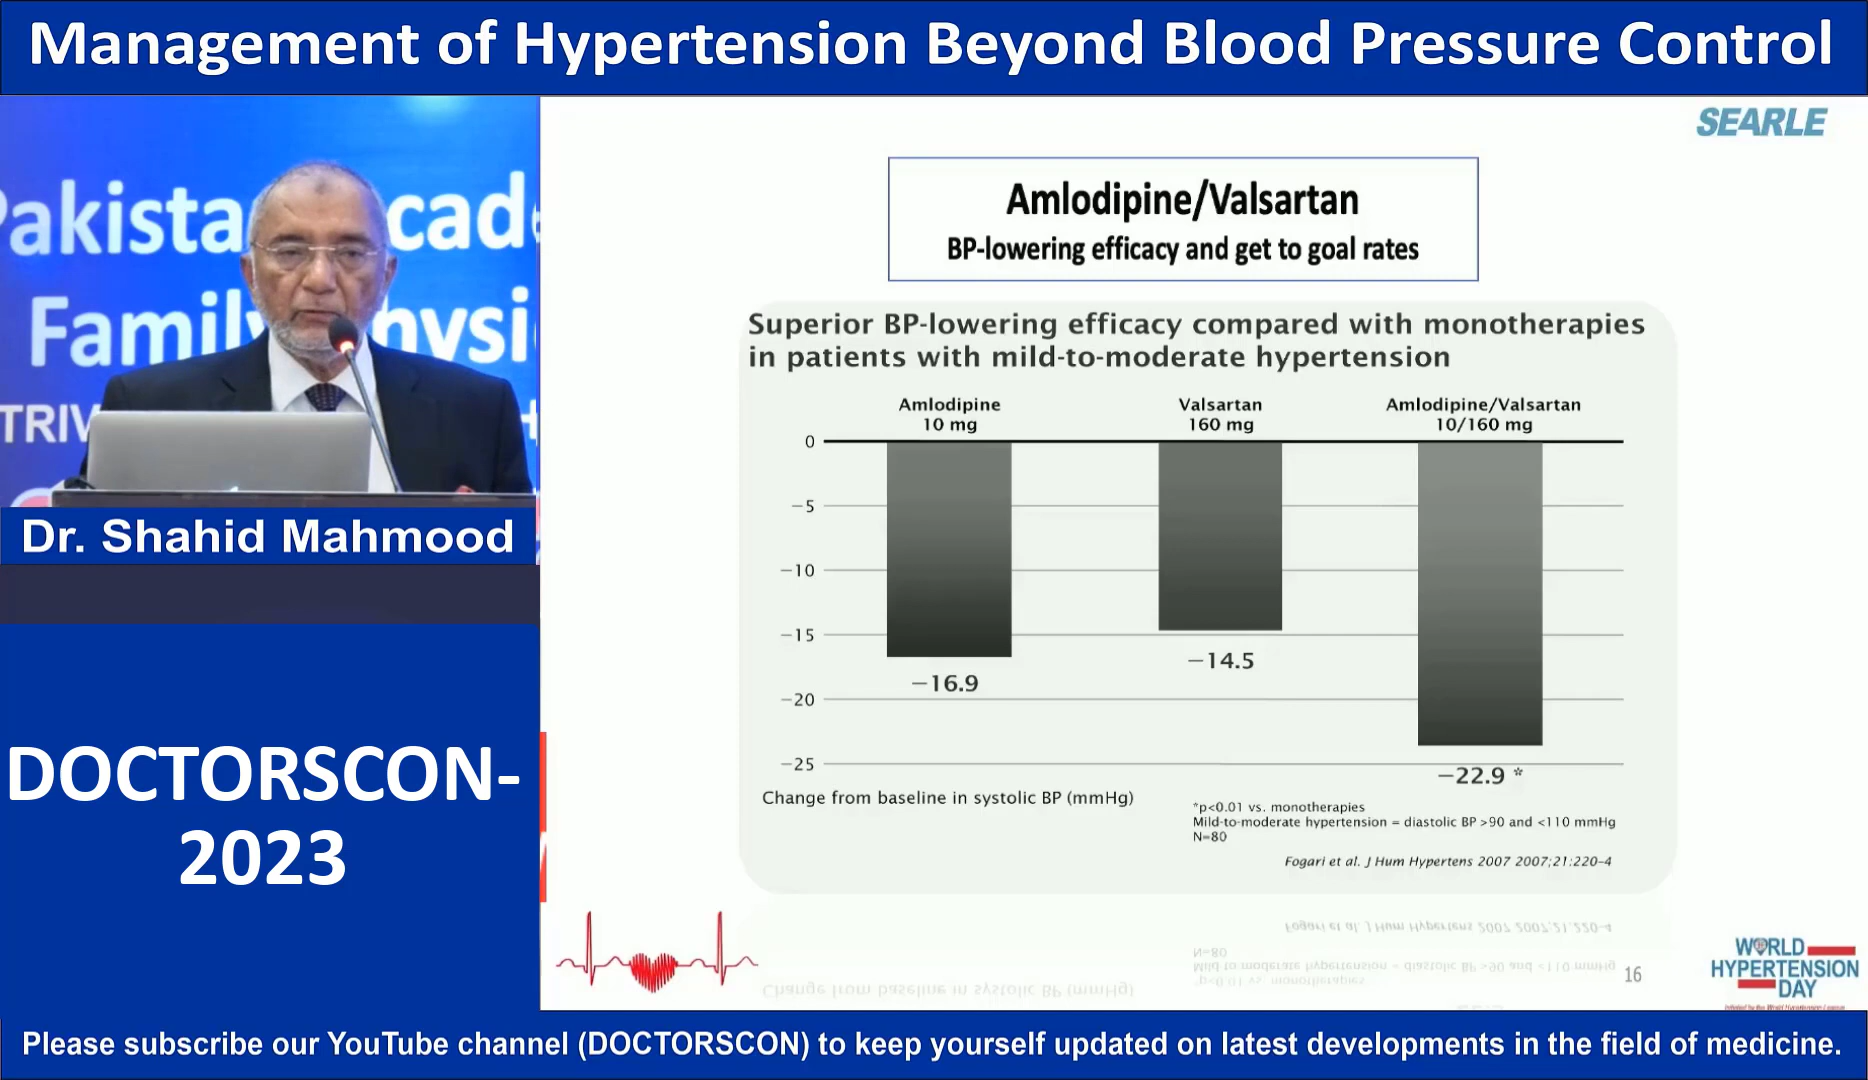 Management of Hypertension Beyond Blood Pressure Control
Pakista
cad
Family
hysi
TRIV
Dr. Shahid Mahmood
DOCTORSCON-
2023
SEARLE
Amlodipine/Valsartan
BP-lowering efficacy and get to goal rates
Superior BP-lowering efficacy compared with monotherapies
in patients with mild-to-moderate hypertension
Amlodipine
10 mg
Valsartan
160 mg
Amlodipine/Valsartan
10/160 mg
0
−5
−10
−15
−20
−25
−16.9
−14.5
−22.9 *
Change from baseline in systolic BP (mmHg)
*p<0.01 vs. monotherapies
Mild-to-moderate hypertension = diastolic BP >90 and <110 mmHg
N=80
Fogari et al. J Hum Hypertens 2007 2007;21:220–4
16
WORLD
HYPERTENSION
DAY
Please subscribe our YouTube channel (DOCTORSCON) to keep yourself updated on latest developments in the field of medicine.